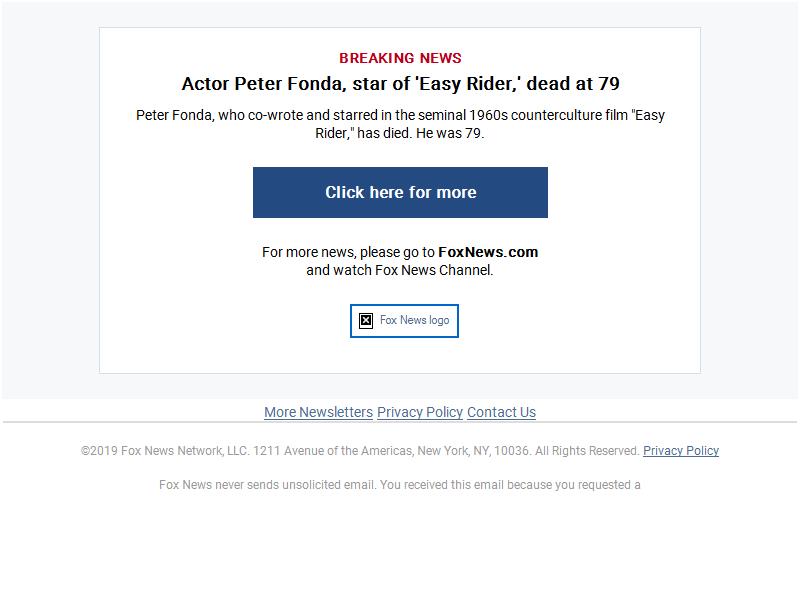 BREAKING NEWS
Actor Peter Fonda, star of 'Easy Rider,' dead at 79
Peter Fonda, who co-wrote and starred in the seminal 1960s counterculture film "Easy
Rider," has died. He was 79.
Click here for more
For more news, please go to FoxNews.com
and watch Fox News Channel.
Fox News logo
More Newsletters Privacy Policy Contact Us
©2019 Fox News Network, LLC. 1211 Avenue of the Americas, New York, NY, 10036. All Rights Reserved. Privacy Policy
Fox News never sends unsolicited email. You received this email because you requested a